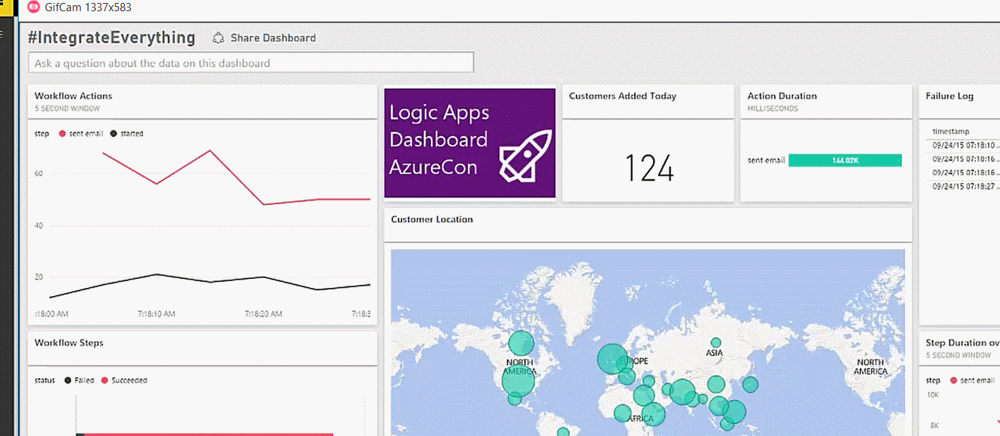 GifCam 1337x583
#IntegrateEverything
Share Dashboard
Ask a question about the data on this dashboard
Workflow Actions
5 SECOND WINDOW
step sent email started
60
40
20
:18:00 AM 7:18:10 AM 7:18:20 AM 7:18:3
Logic Apps
Dashboard
AzureCon
Customers Added Today
124
Action Duration
MILLISECONDS
sent email 144.02K
Failure Log
timestamp
09/24/15 07:18:10 ...
09/24/15 07:18:16 ...
09/24/15 07:18:16 ...
09/24/15 07:18:27 ...
Customer Location
NORTH
AMERICA
EUROPE
ASIA
AFRICA
NORTH
AMERICA
Workflow Steps
status Failed Succeeded
Step Duration ov
5 SECOND WINDOW
step sent email
10K
8K